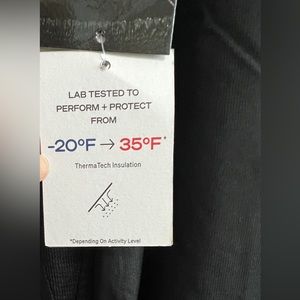 LAB TESTED TO
PERFORM + PROTECT
FROM
-20°F → 35°F*
ThermaTech Insulation
*Depending On Activity Level